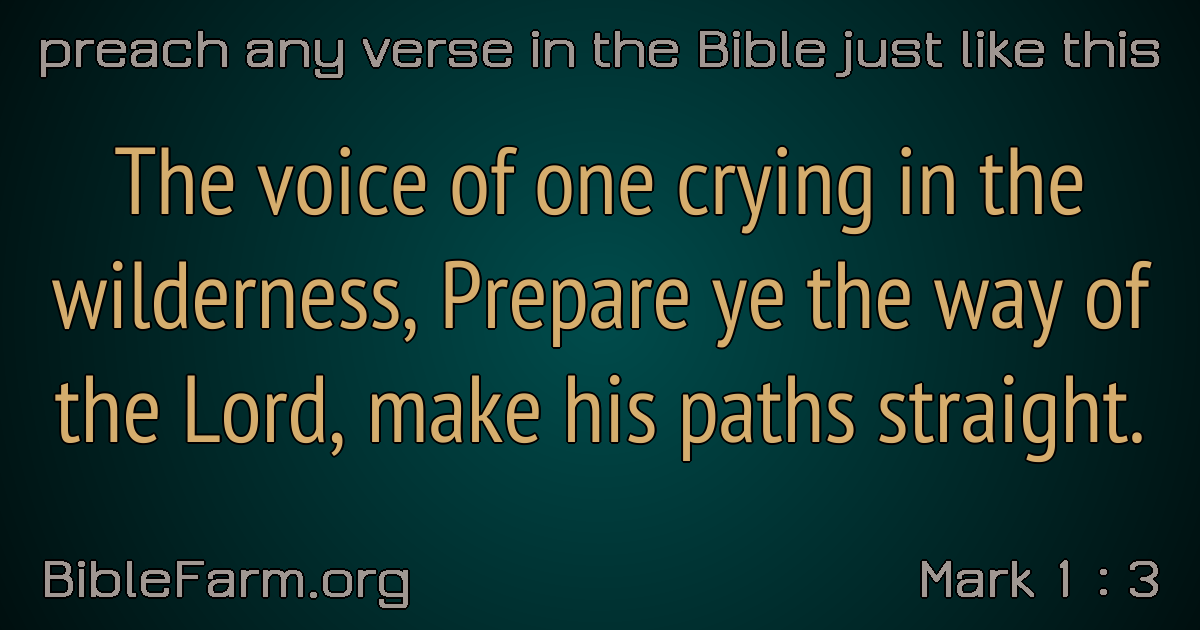 preach any verse in the Bible just like this
The voice of one crying in the
wilderness, Prepare ye the way of
the Lord, make his paths straight.
BibleFarm.org
Mark 1 : 3